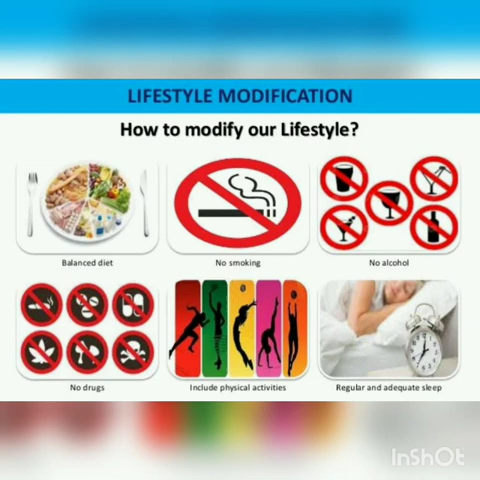 LIFESTYLE MODIFICATION
How to modify our Lifestyle?
Balanced diet
No smoking
No alcohol
No drugs
Include physical activities
Regular and adequate sleep
InShOt